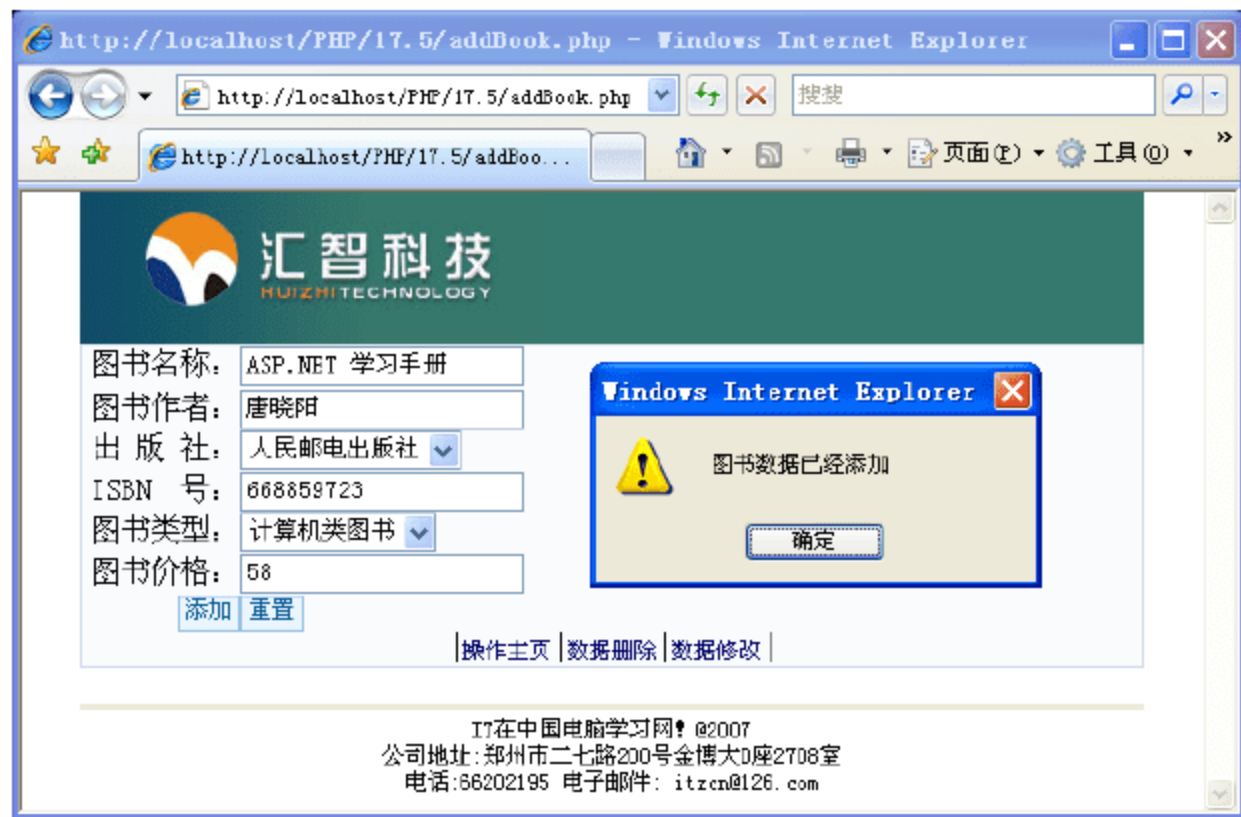 http://localhost/PHP/17.5/addBook.php - Windows Internet Explorer
http://localhost/PHP/17.5/addBook.php
搜搜
http://localhost/PHP/17.5/addBoo...
页面(P)
工具(O)
»
汇智科技
HUIZHITECHNOLOGY
图书名称：
ASP.NET 学习手册
图书作者：
唐晓阳
出 版 社：
人民邮电出版社
ISBN 号：
668859723
图书类型：
计算机类图书
图书价格：
58
添加 重置
Windows Internet Explorer
图书数据已经添加
确定
|操作主页|数据删除|数据修改|
IT在中国电脑学习网! @2007
公司地址:郑州市二七路200号金博大D座2708室
电话:66202195 电子邮件: itzcn@126.com